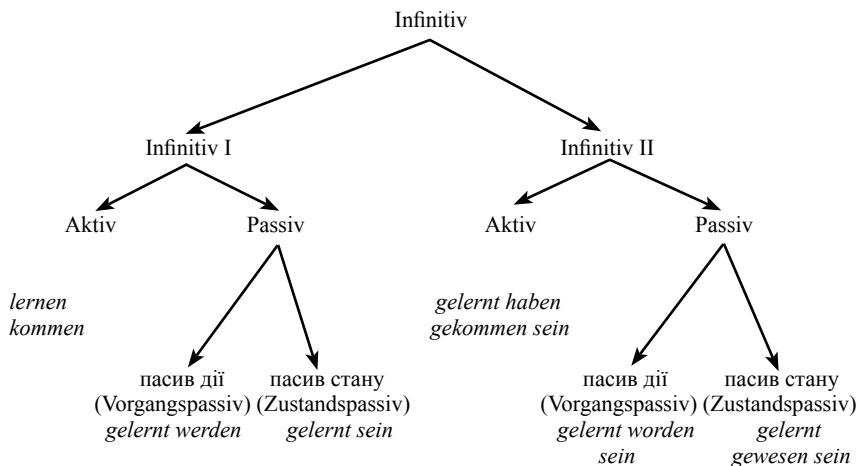 Infinitiv
Infinitiv I
Infinitiv II
Aktiv
Passiv
Aktiv
Passiv
lernen
kommen
gelernt haben
gekommen sein
пасив дії
(Vorgangspassiv)
gelernt werden
пасив стану
(Zustandspassiv)
gelernt sein
пасив дії
(Vorgangspassiv)
gelernt worden
sein
пасив стану
(Zustandspassiv)
gelernt
gewesen sein